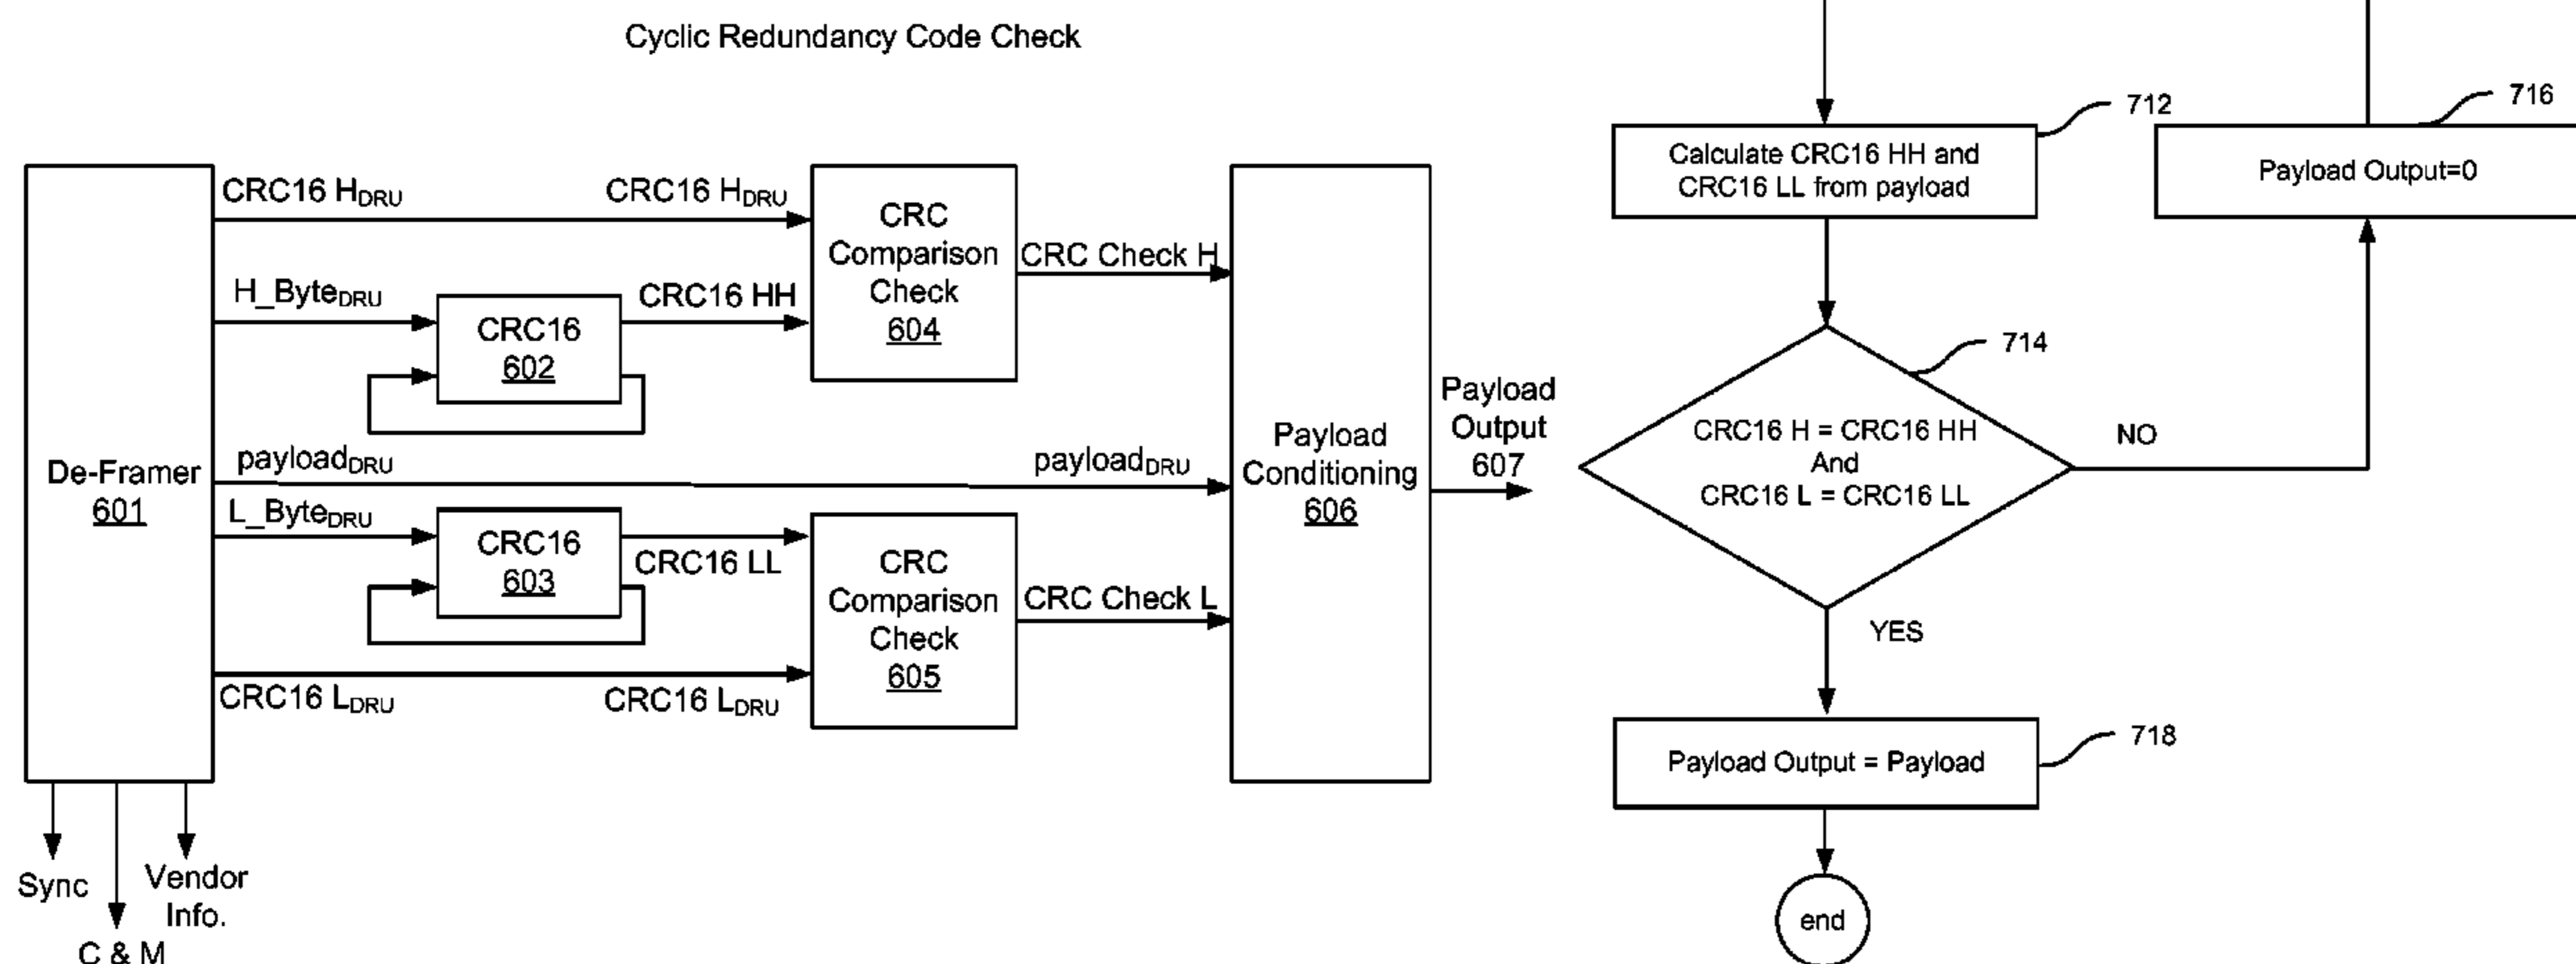 Cyclic Redundancy Code Check
CRC16 HDRU
CRC16 HDRU
H_ByteDRU
CRC16
602
CRC16 HH
CRC
Comparison
Check
604
CRC Check H
De-Framer
601
payloadDRU
payloadDRU
L_ByteDRU
CRC16
603
CRC16 LL
CRC
Comparison
Check
605
CRC Check L
CRC16 LDRU
CRC16 LDRU
Payload
Conditioning
606
Payload
Output
607
Sync
C & M
Vendor
Info.
712
Calculate CRC16 HH and
CRC16 LL from payload
716
Payload Output=0
714
CRC16 H = CRC16 HH
And
CRC16 L = CRC16 LL
NO
YES
718
Payload Output = Payload
end